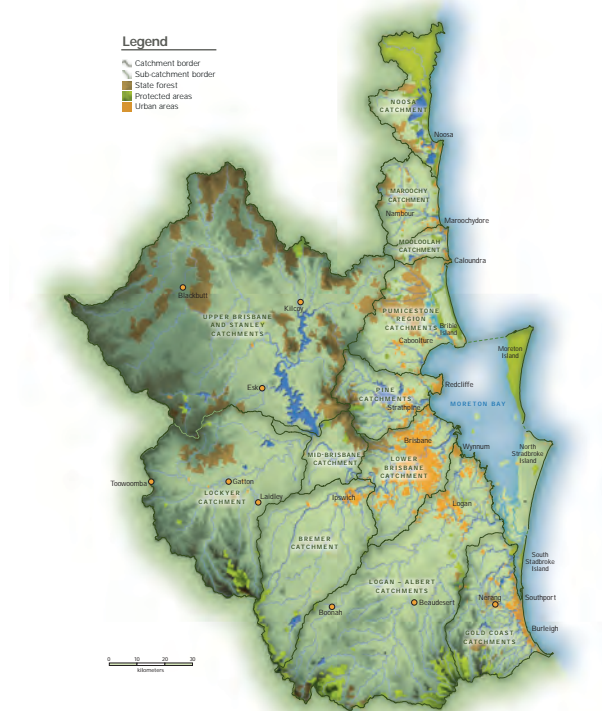 Legend
Catchment border
Sub-catchment border
State forest
Protected areas
Urban areas
NOOSA
CATCHMENT
Noosa
MAROOCHY
CATCHMENT
Nambour
Maroochydore
MOOLOOLAH
CATCHMENT
Caloundra
Blackbutt
Kilcoy
UPPER BRISBANE
AND STANLEY
CATCHMENTS
PUMICESTONE
REGION
CATCHMENTS
Bribie
Island
Caboolture
Moreton
Island
Esk
PINE
CATCHMENTS
Redcliffe
Strathpine
MORETON BAY
Brisbane
Wynnum
North
Stradbroke
Island
MID-BRISBANE
CATCHMENT
LOWER
BRISBANE
CATCHMENT
Toowoomba
Gatton
LOCKYER
CATCHMENT
Laidley
Ipswich
Logan
BREMER
CATCHMENT
South
Stadbroke
Island
LOGAN – ALBERT
CATCHMENTS
Boonah
Beaudesert
Nerang
Southport
GOLD COAST
CATCHMENTS
Burleigh
0 10 20 30
kilometers